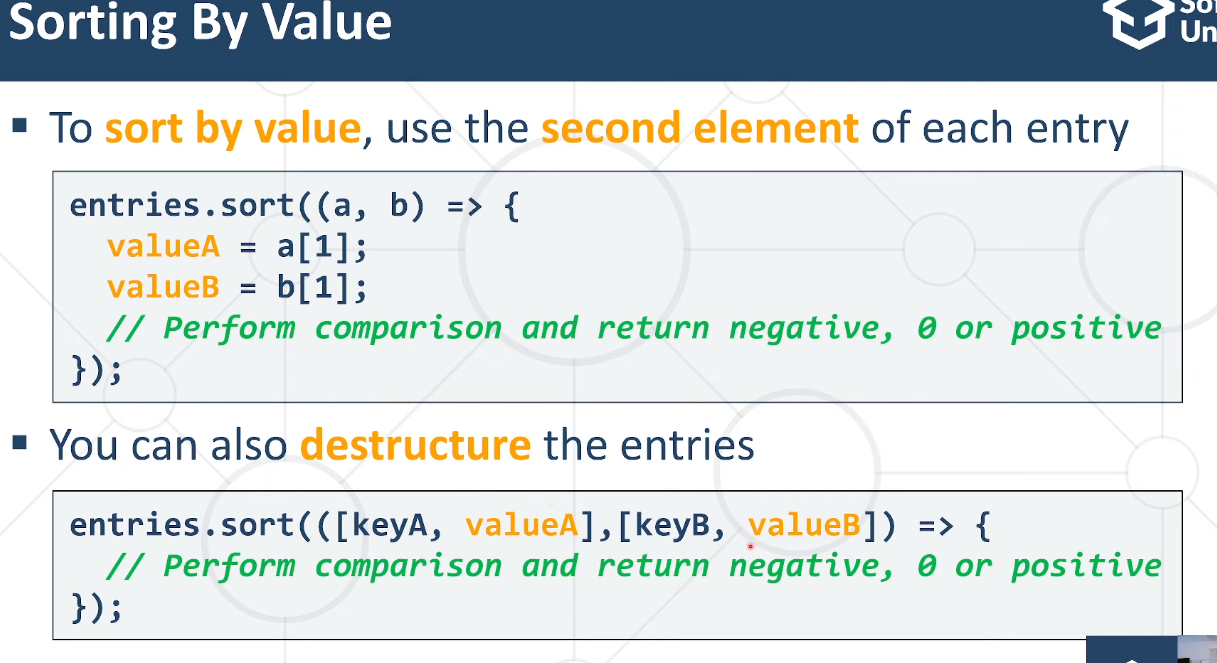 Sorting By Value
▪ To sort by value, use the second element of each entry
entries.sort((a, b) => {
  valueA = a[1];
  valueB = b[1];
  // Perform comparison and return negative, 0 or positive
});
▪ You can also destructure the entries
entries.sort(([keyA, valueA],[keyB, valueB]) => {
  // Perform comparison and return negative, 0 or positive
});